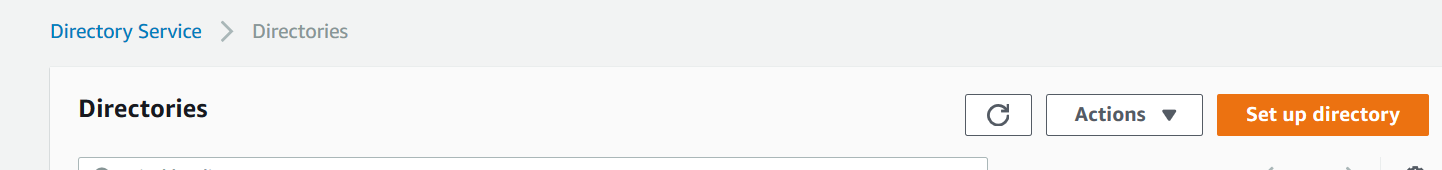 Directory Service > Directories
Directories
Actions
Set up directory